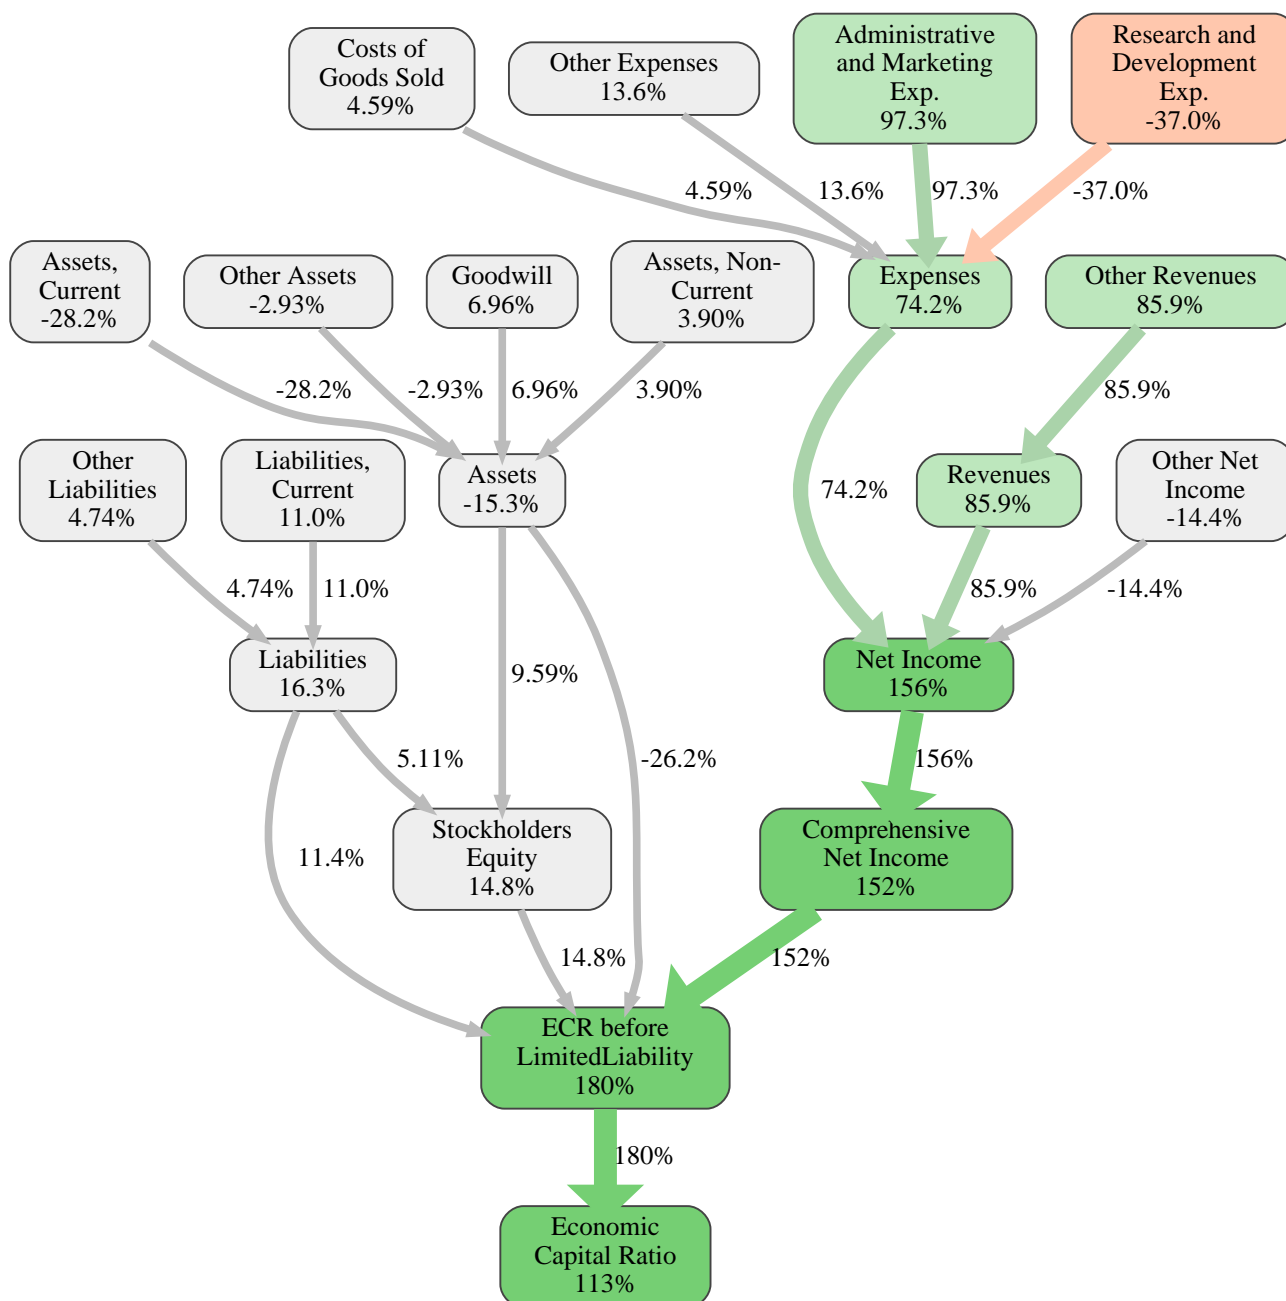 Costs of
Goods Sold
4.59%
Other Expenses
13.6%
Administrative
and Marketing
Exp.
97.3%
Research and
Development
Exp.
-37.0%
4.59%
13.6%
97.3%
-37.0%
Assets,
Current
-28.2%
Other Assets
-2.93%
Goodwill
6.96%
Assets, Non-
Current
3.90%
Expenses
74.2%
Other Revenues
85.9%
-28.2%
-2.93%
6.96%
3.90%
85.9%
Other
Liabilities
4.74%
Liabilities,
Current
11.0%
Assets
-15.3%
74.2%
Revenues
85.9%
Other Net
Income
-14.4%
4.74%
11.0%
85.9%
-14.4%
Liabilities
16.3%
9.59%
Net Income
156%
5.11%
-26.2%
156%
11.4%
Stockholders
Equity
14.8%
Comprehensive
Net Income
152%
14.8%
152%
ECR before
LimitedLiability
180%
180%
Economic
Capital Ratio
113%